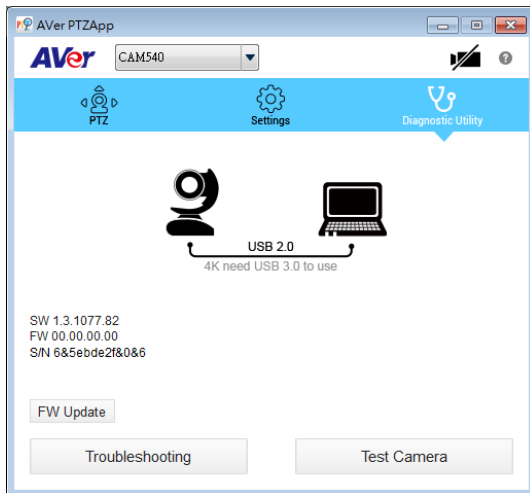 AVer PTZApp
AVer CAM540
PTZ Settings Diagnostic Utility
USB 2.0
4K need USB 3.0 to use
SW 1.3.1077.82
FW 00.00.00.00
S/N 6&5ebde2f&0&6
FW Update
Troubleshooting Test Camera